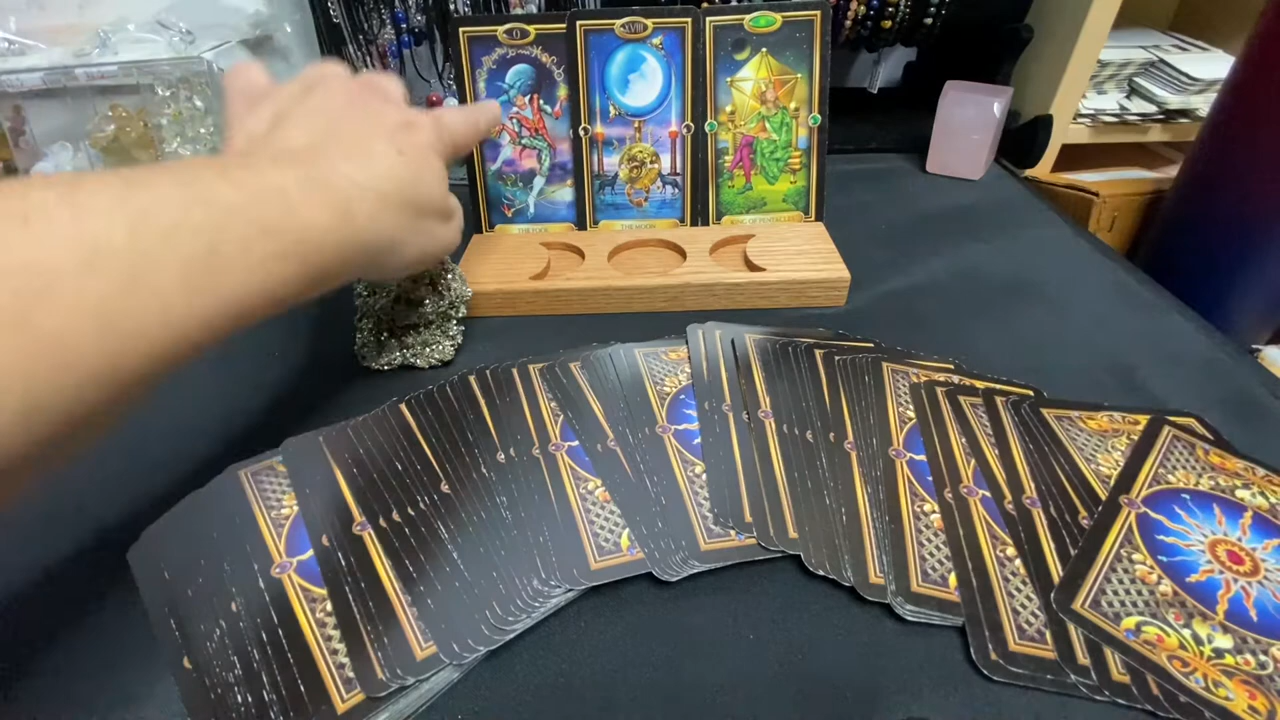 0
XVIII
THE FOOL
THE MOON
KING OF PENTACLES